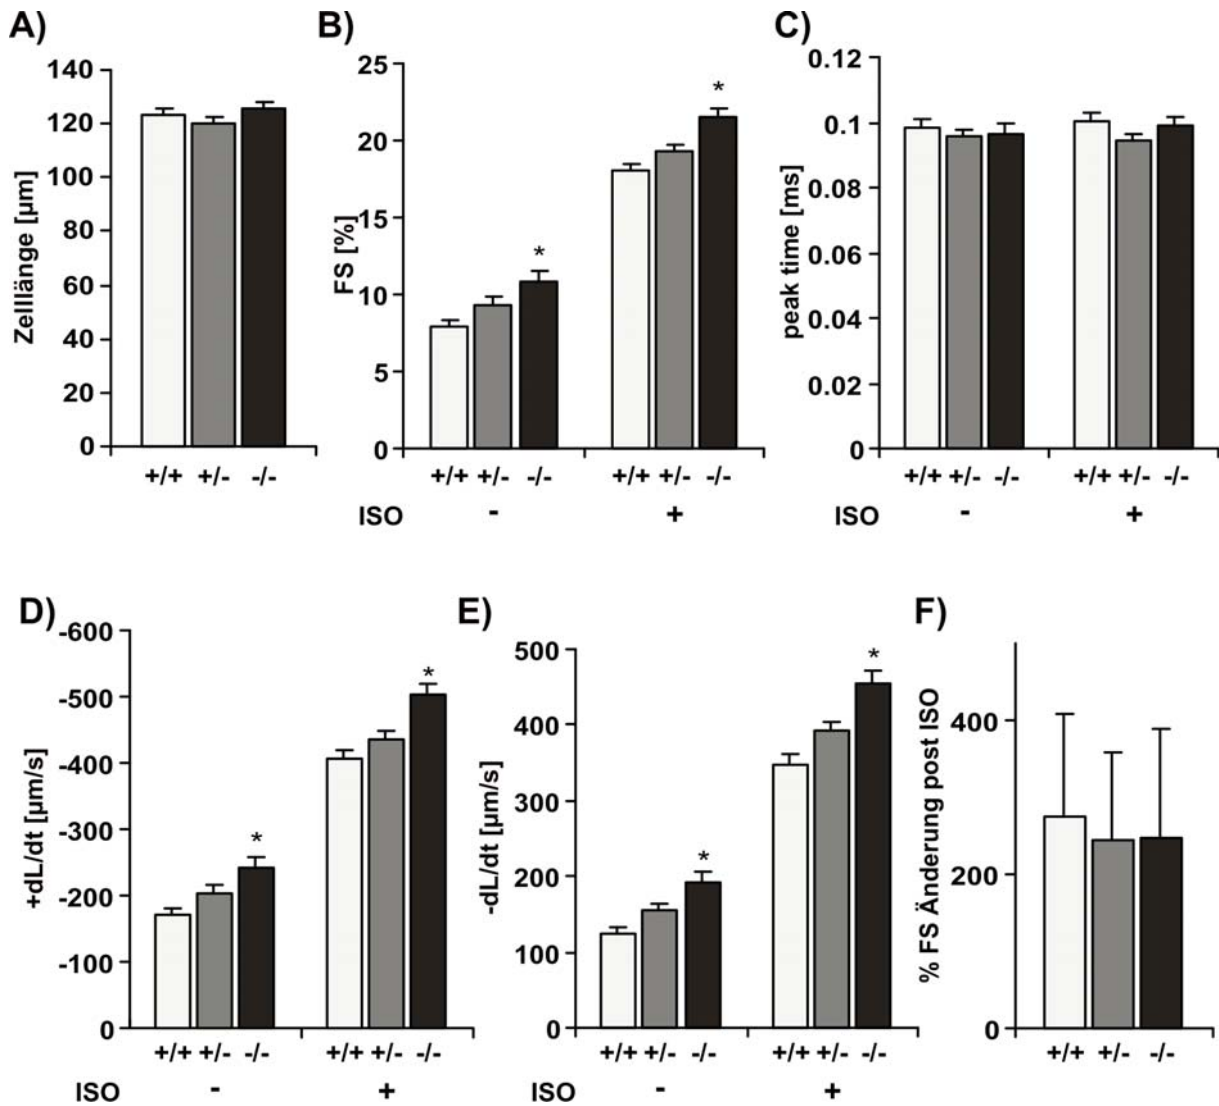 A)
Zelllänge [µm]
140
120
100
80
60
40
20
0
+/+ +/- -/-
B)
FS [%]
25
20
15
10
5
0
*
*
+/+ +/- -/- +/+ +/- -/-
ISO - +
C)
peak time [ms]
0.12
0.1
0.08
0.06
0.04
0.02
0
+/+ +/- -/- +/+ +/- -/-
ISO - +
D)
+dL/dt [µm/s]
-600
-500
-400
-300
-200
-100
0
*
*
+/+ +/- -/- +/+ +/- -/-
ISO - +
E)
-dL/dt [µm/s]
500
400
300
200
100
0
*
*
+/+ +/- -/- +/+ +/- -/-
ISO - +
F)
% FS Änderung post ISO
400
200
0
+/+ +/- -/-